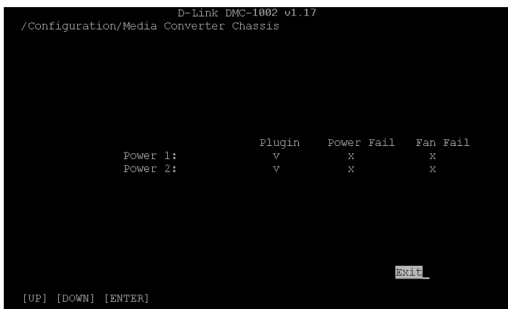 D-Link DMC-1002 v1.17
/Configuration/Media Converter Chassis
Plugin Power Fail Fan Fail
Power 1: v x x
Power 2: v x x
Exit_
[UP] [DOWN] [ENTER]